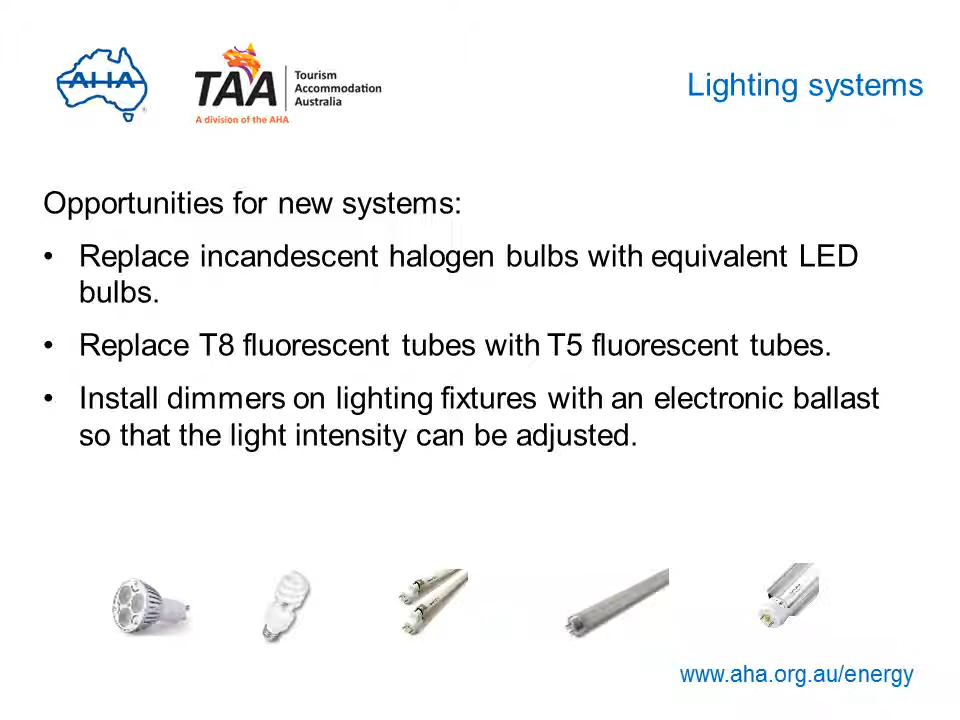 AHA
TAA
Tourism
Accommodation
Australia
A division of the AHA
Lighting systems
Opportunities for new systems:
• Replace incandescent halogen bulbs with equivalent LED
bulbs.
• Replace T8 fluorescent tubes with T5 fluorescent tubes.
• Install dimmers on lighting fixtures with an electronic ballast
so that the light intensity can be adjusted.
www.aha.org.au/energy